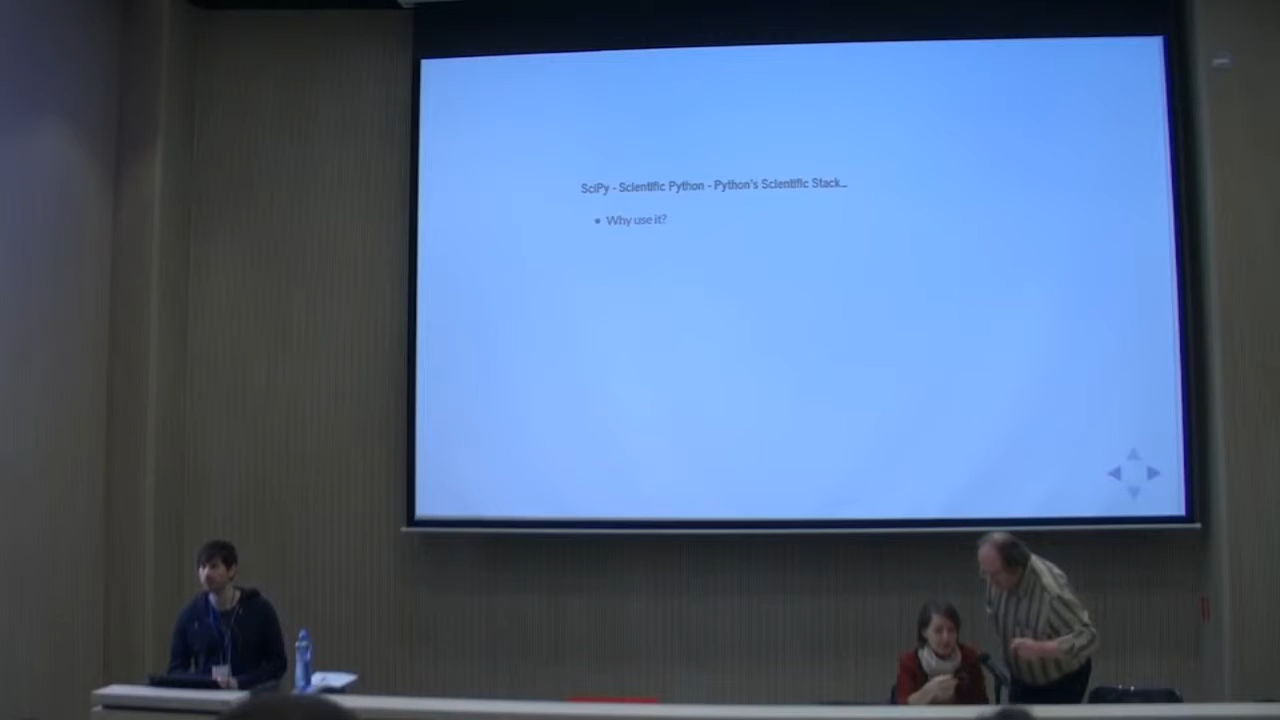 SciPy - Scientific Python - Python's Scientific Stack...
• Why use it?